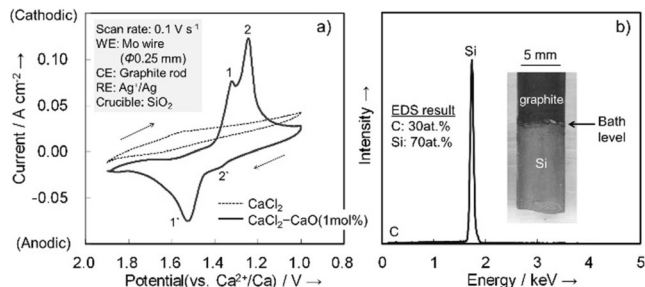 (Cathodic)
Scan rate: 0.1 V s⁻¹
WE: Mo wire
(Φ0.25 mm)
CE: Graphite rod
RE: Ag⁺/Ag
Crucible: SiO₂
a)
2
1
2'
1'
CaCl₂
CaCl₂−CaO(1mol%)
Current / A cm⁻² →
0.10
0.05
0.00
-0.05
(Anodic)
2.0 1.8 1.6 1.4 1.2 1.0 0.8
Potential(vs. Ca²⁺/Ca) / V →
b)
Si
5 mm
graphite
Bath
level
Si
EDS result
C: 30at.%
Si: 70at.%
C
Intensity →
0 1 2 3 4 5
Energy / keV →